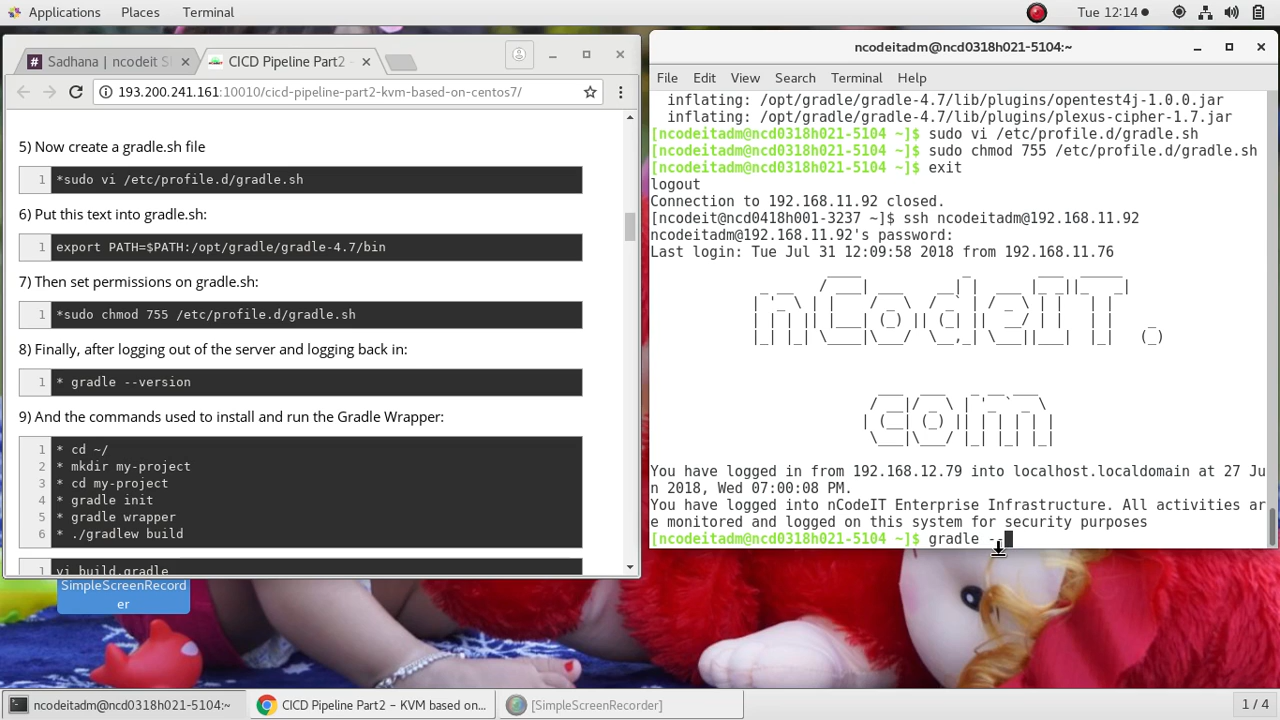 Applications Places Terminal Tue 12:14
Sadhana | ncodeit S
CICD Pipeline Part2 -
193.200.241.161:10010/cicd-pipeline-part2-kvm-based-on-centos7/
5) Now create a gradle.sh file
1 *sudo vi /etc/profile.d/gradle.sh
6) Put this text into gradle.sh:
1 export PATH=$PATH:/opt/gradle/gradle-4.7/bin
7) Then set permissions on gradle.sh:
1 *sudo chmod 755 /etc/profile.d/gradle.sh
8) Finally, after logging out of the server and logging back in:
1 * gradle --version
9) And the commands used to install and run the Gradle Wrapper:
1 * cd ~/
2 * mkdir my-project
3 * cd my-project
4 * gradle init
5 * gradle wrapper
6 * ./gradlew build
1 vi build.gradle
SimpleScreenRecord
er
ncodeitadm@ncd0318h021-5104:~
File Edit View Search Terminal Help
inflating: /opt/gradle/gradle-4.7/lib/plugins/opentest4j-1.0.0.jar
inflating: /opt/gradle/gradle-4.7/lib/plugins/plexus-cipher-1.7.jar
[ncodeitadm@ncd0318h021-5104 ~]$ sudo vi /etc/profile.d/gradle.sh
[ncodeitadm@ncd0318h021-5104 ~]$ sudo chmod 755 /etc/profile.d/gradle.sh
[ncodeitadm@ncd0318h021-5104 ~]$ exit
logout
Connection to 192.168.11.92 closed.
[ncodeit@ncd0418h001-3237 ~]$ ssh ncodeitadm@192.168.11.92
ncodeitadm@192.168.11.92's password:
Last login: Tue Jul 31 12:09:58 2018 from 192.168.11.76
nCodeIT.
com
You have logged in from 192.168.12.79 into localhost.localdomain at 27 Ju
n 2018, Wed 07:00:08 PM.
You have logged into nCodeIT Enterprise Infrastructure. All activities ar
e monitored and logged on this system for security purposes
[ncodeitadm@ncd0318h021-5104 ~]$ gradle --
ncodeitadm@ncd0318h021-5104:~
CICD Pipeline Part2 – KVM based on...
[SimpleScreenRecorder]
1 / 4